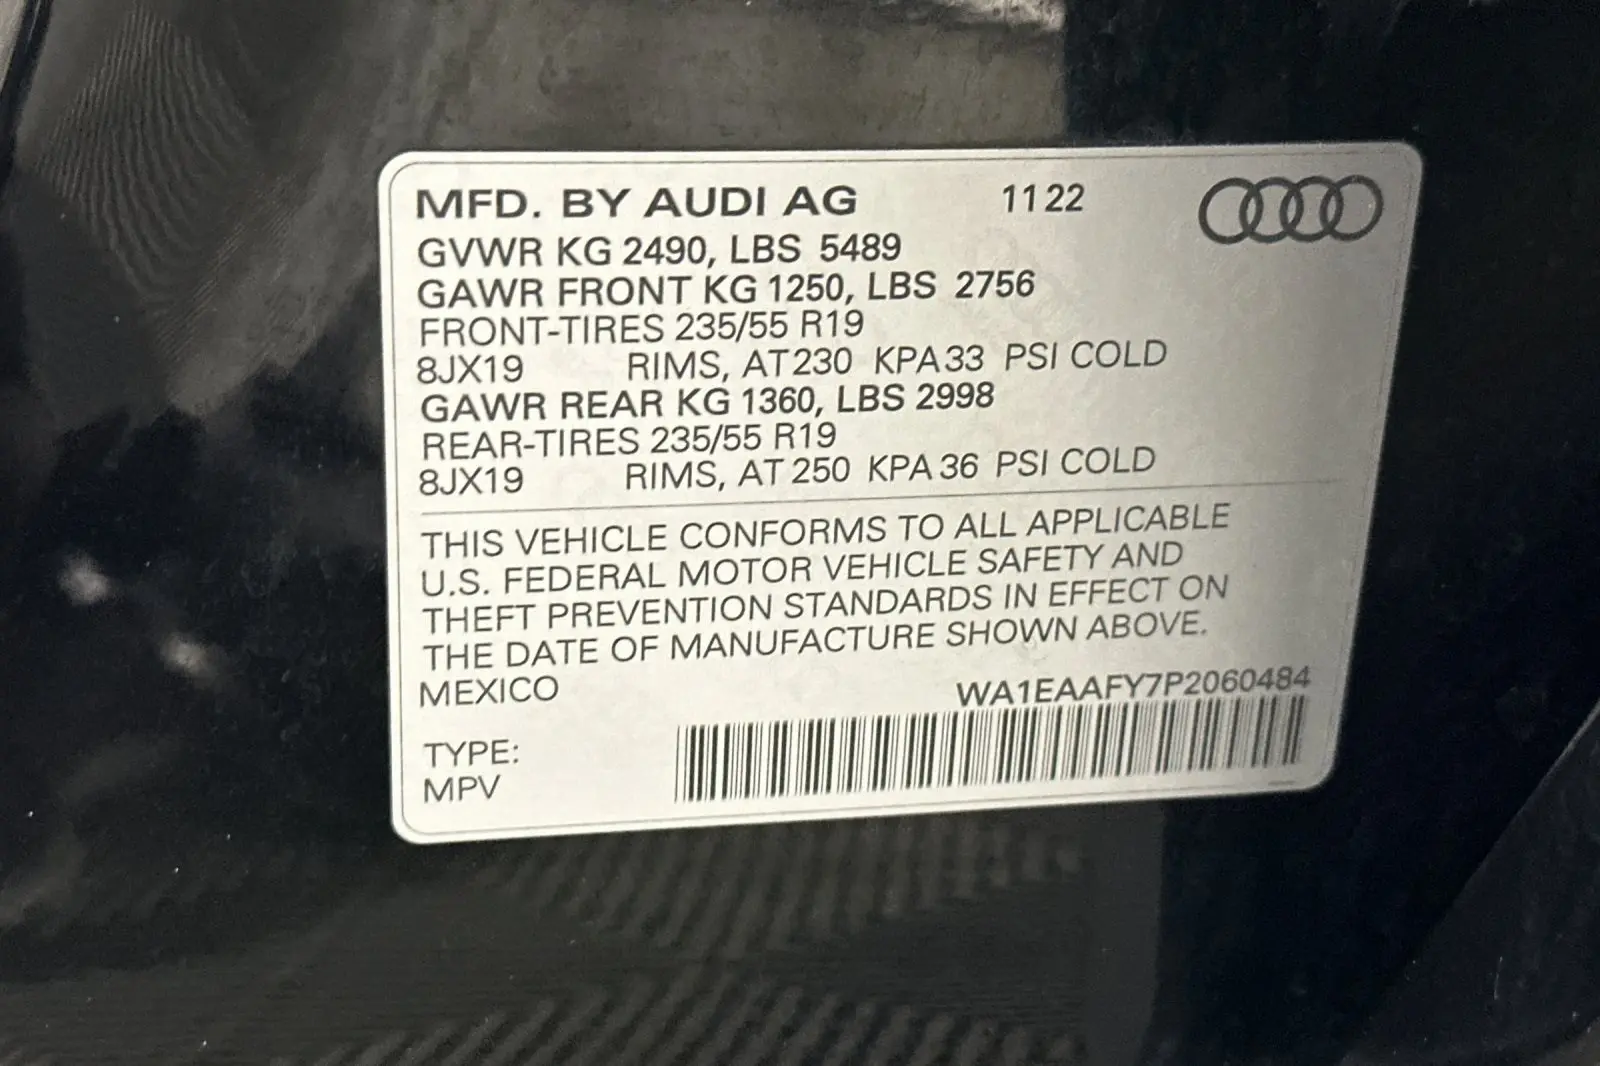 MFD. BY AUDI AG 11 22
GVWR KG 2490, LBS 5489
GAWR FRONT KG 1250, LBS 2756
FRONT-TIRES 235/55 R19
8JX19 RIMS, AT 230 KPA 33 PSI COLD
GAWR REAR KG 1360, LBS 2998
REAR-TIRES 235/55 R19
8JX19 RIMS, AT 250 KPA 36 PSI COLD
THIS VEHICLE CONFORMS TO ALL APPLICABLE
U.S. FEDERAL MOTOR VEHICLE SAFETY AND
THEFT PREVENTION STANDARDS IN EFFECT ON
THE DATE OF MANUFACTURE SHOWN ABOVE.
MEXICO WA1EAAFY7P2060484
TYPE:
MPV